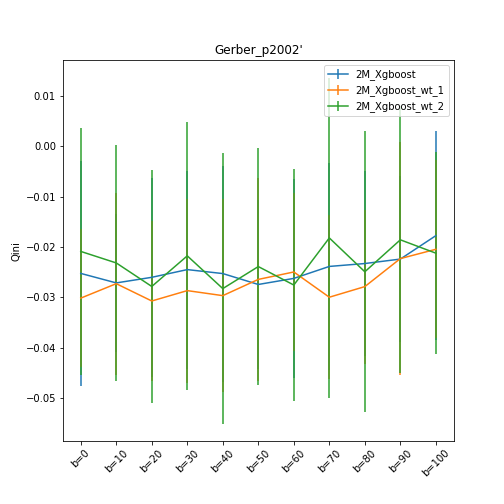 Gerber_p2002'
2M_Xgboost
2M_Xgboost_wt_1
2M_Xgboost_wt_2
0.01
0.00
−0.01
−0.02
−0.03
−0.04
−0.05
Qini
b=0
b=10
b=20
b=30
b=40
b=50
b=60
b=70
b=80
b=90
b=100